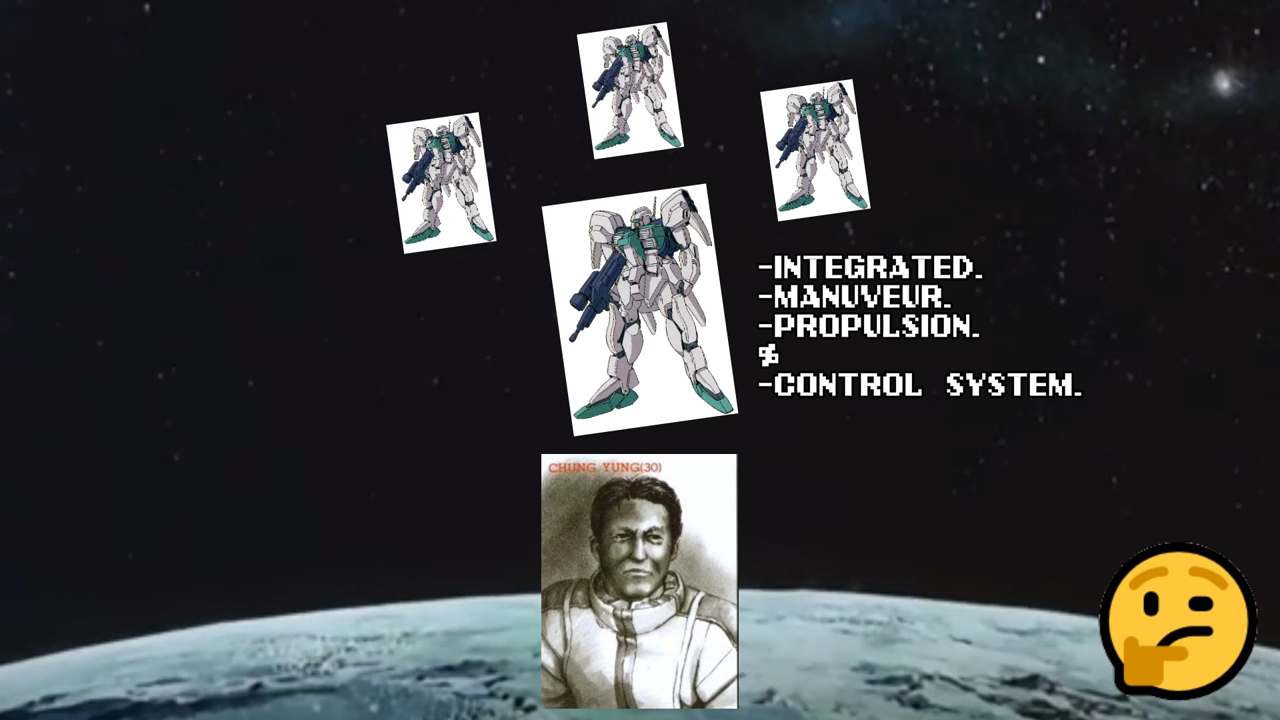 -INTEGRATED.
-MANUVEUR.
-PROPULSION.
&
-CONTROL SYSTEM.
CHUNG YUNG(30)